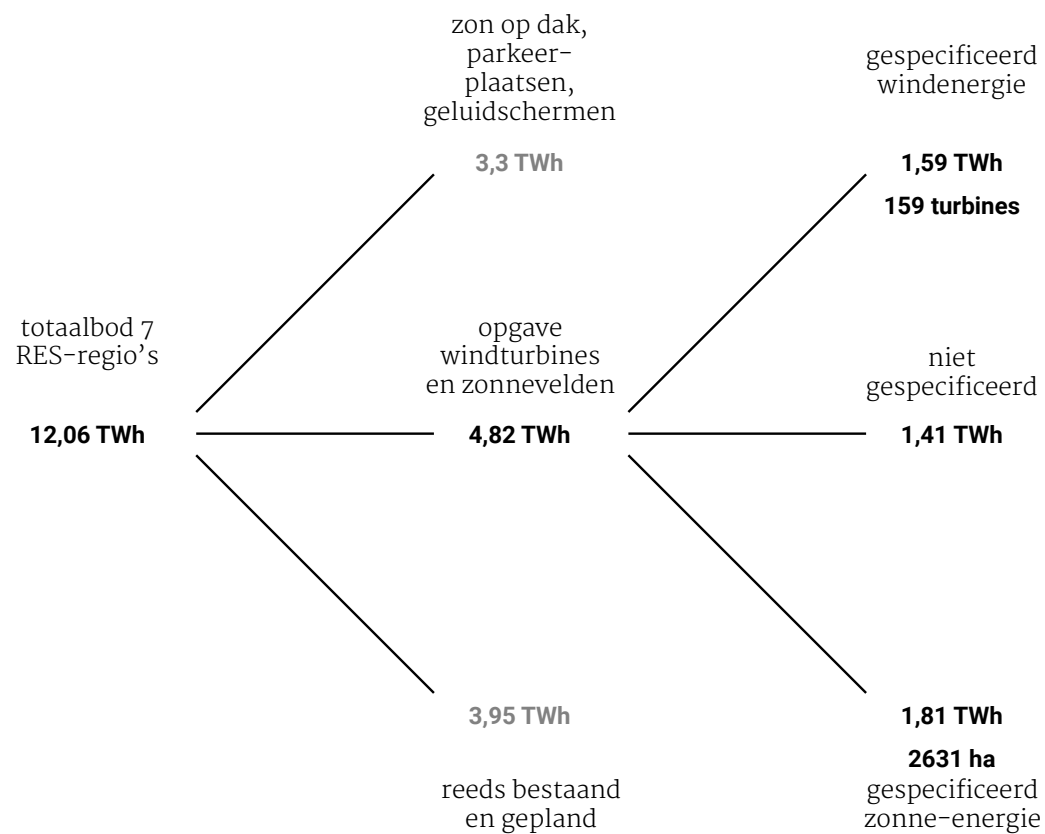 totaalbod 7
RES-regio’s
12,06 TWh
zon op dak,
parkeer-
plaatsen,
geluidschermen
3,3 TWh
opgave
windturbines
en zonnevelden
4,82 TWh
3,95 TWh
reeds bestaand
en gepland
gespecificeerd
windenergie
1,59 TWh
159 turbines
niet
gespecificeerd
1,41 TWh
1,81 TWh
2631 ha
gespecificeerd
zonne-energie